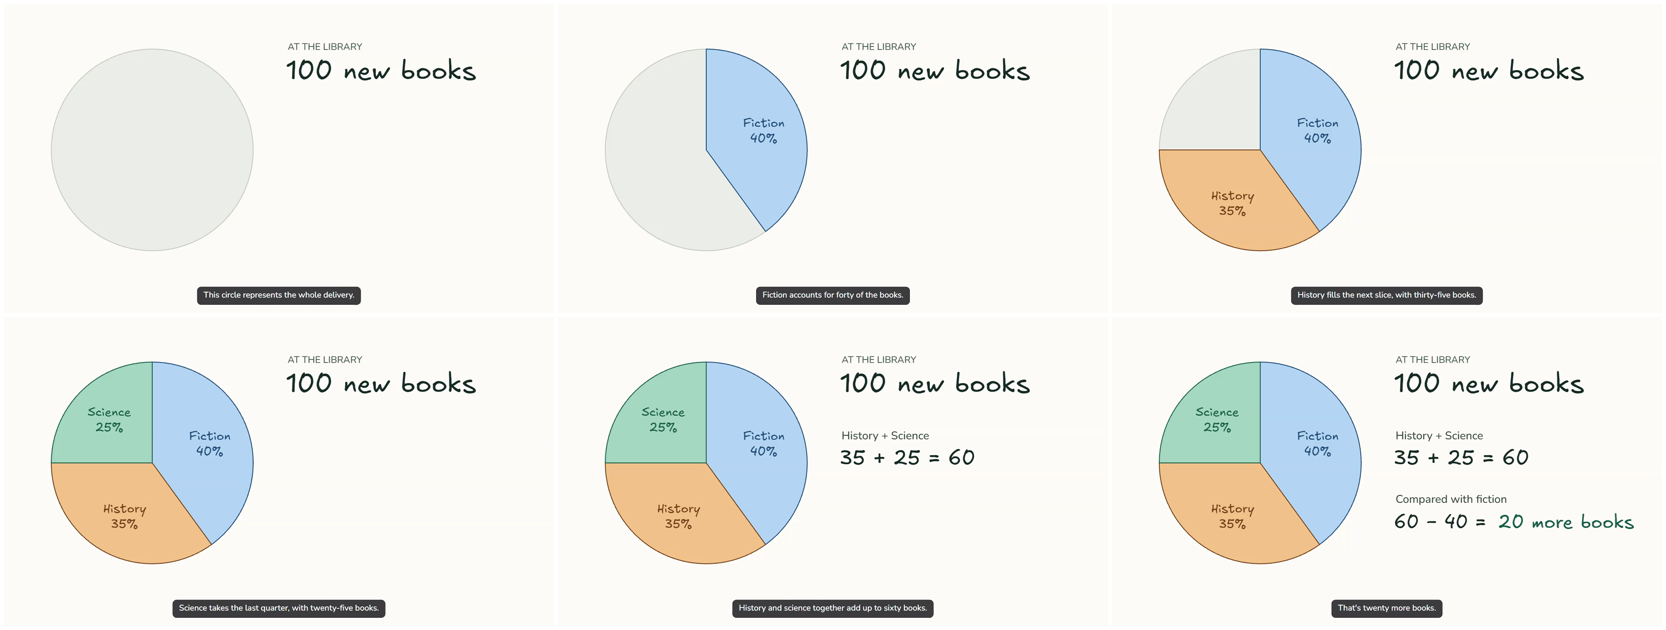 AT THE LIBRARY
100 new books
This circle represents the whole delivery.
AT THE LIBRARY
100 new books
Fiction
40%
Fiction accounts for forty of the books.
AT THE LIBRARY
100 new books
Fiction
40%
History
35%
History fills the next slice, with thirty-five books.
AT THE LIBRARY
100 new books
Science
25%
Fiction
40%
History
35%
Science takes the last quarter, with twenty-five books.
AT THE LIBRARY
100 new books
Science
25%
Fiction
40%
History
35%
History + Science
35 + 25 = 60
History and science together add up to sixty books.
AT THE LIBRARY
100 new books
Science
25%
Fiction
40%
History
35%
History + Science
35 + 25 = 60
Compared with fiction
60 − 40 = 20 more books
That's twenty more books.